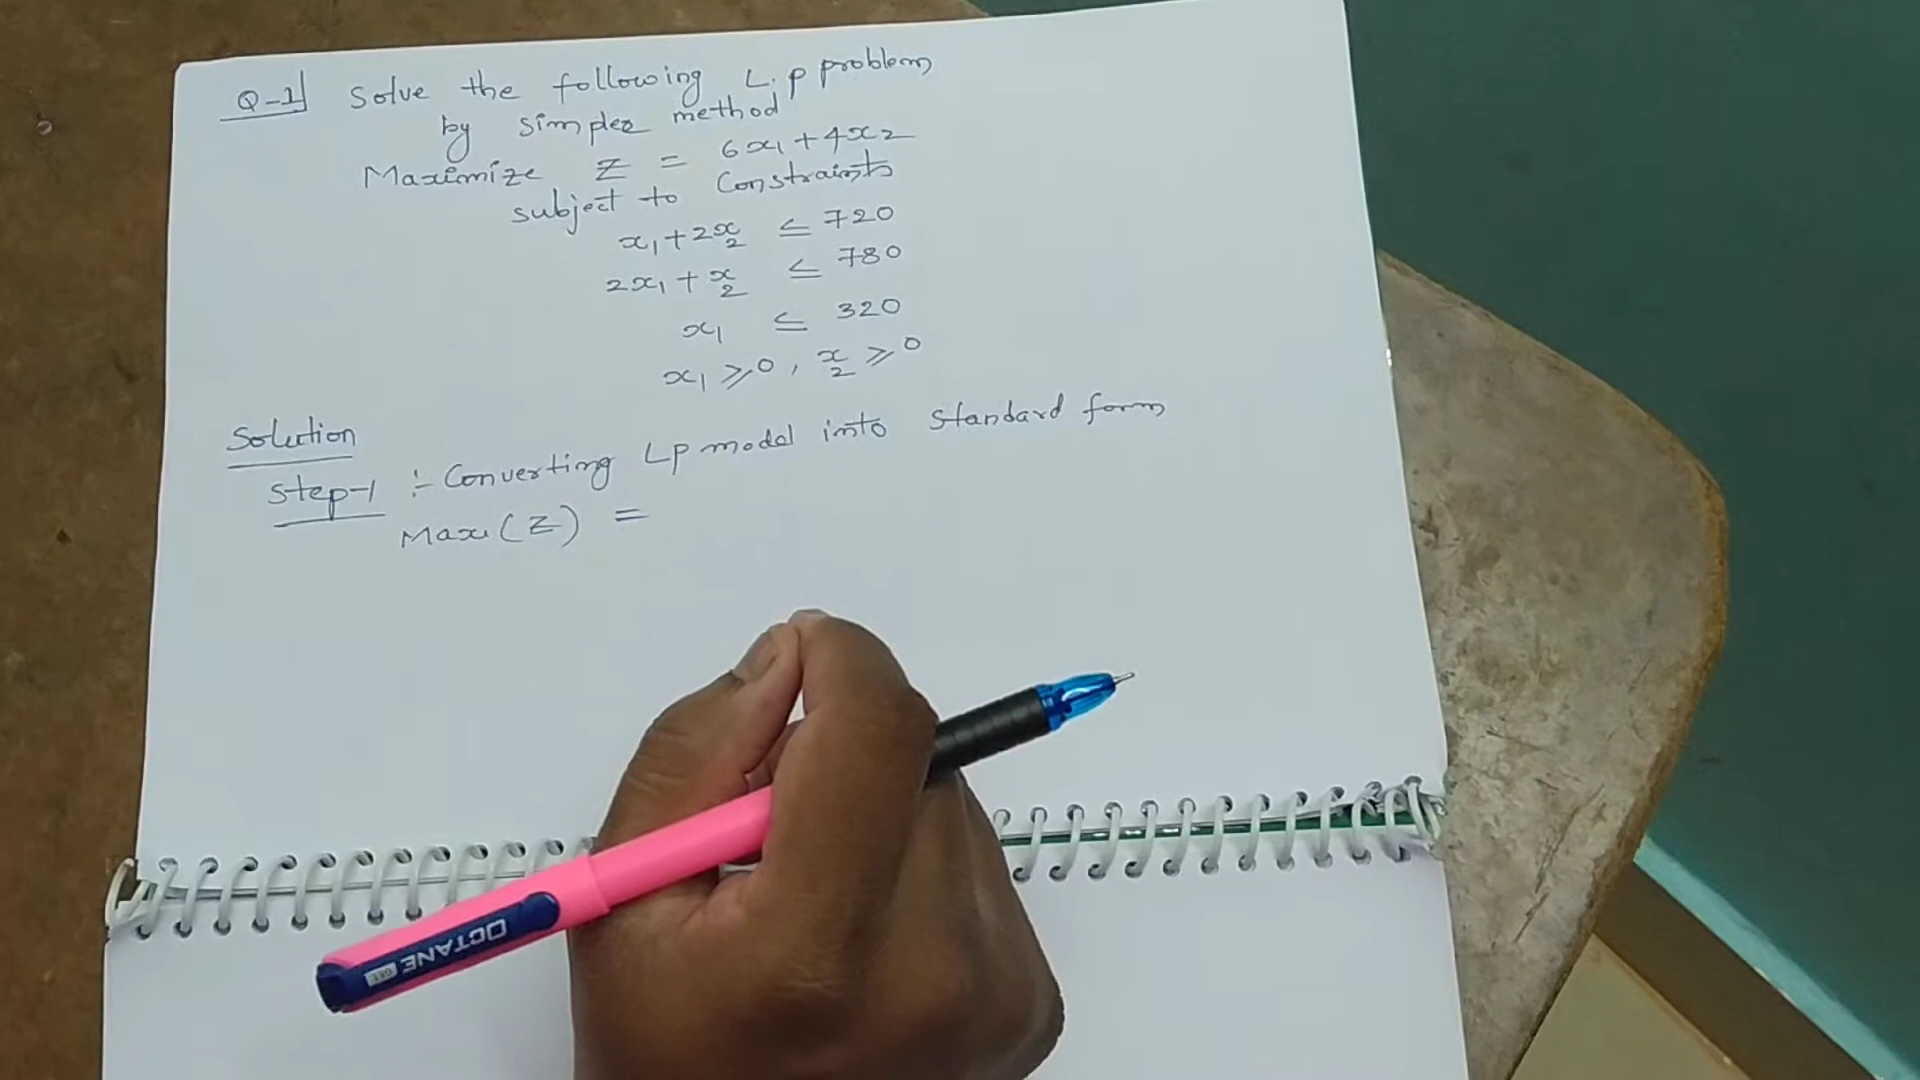 Q-1 Solve the following L.p problem
by simplex method
Maximize Z = 6x1 + 4x2
subject to Constraints
x1 + 2x2 ≤ 720
2x1 + x2 ≤ 780
x1 ≤ 320
x1 ≥ 0, x2 ≥ 0
Solution
Step-1 :- Converting LP model into standard form
Max(Z) =
OCTANE
GEL